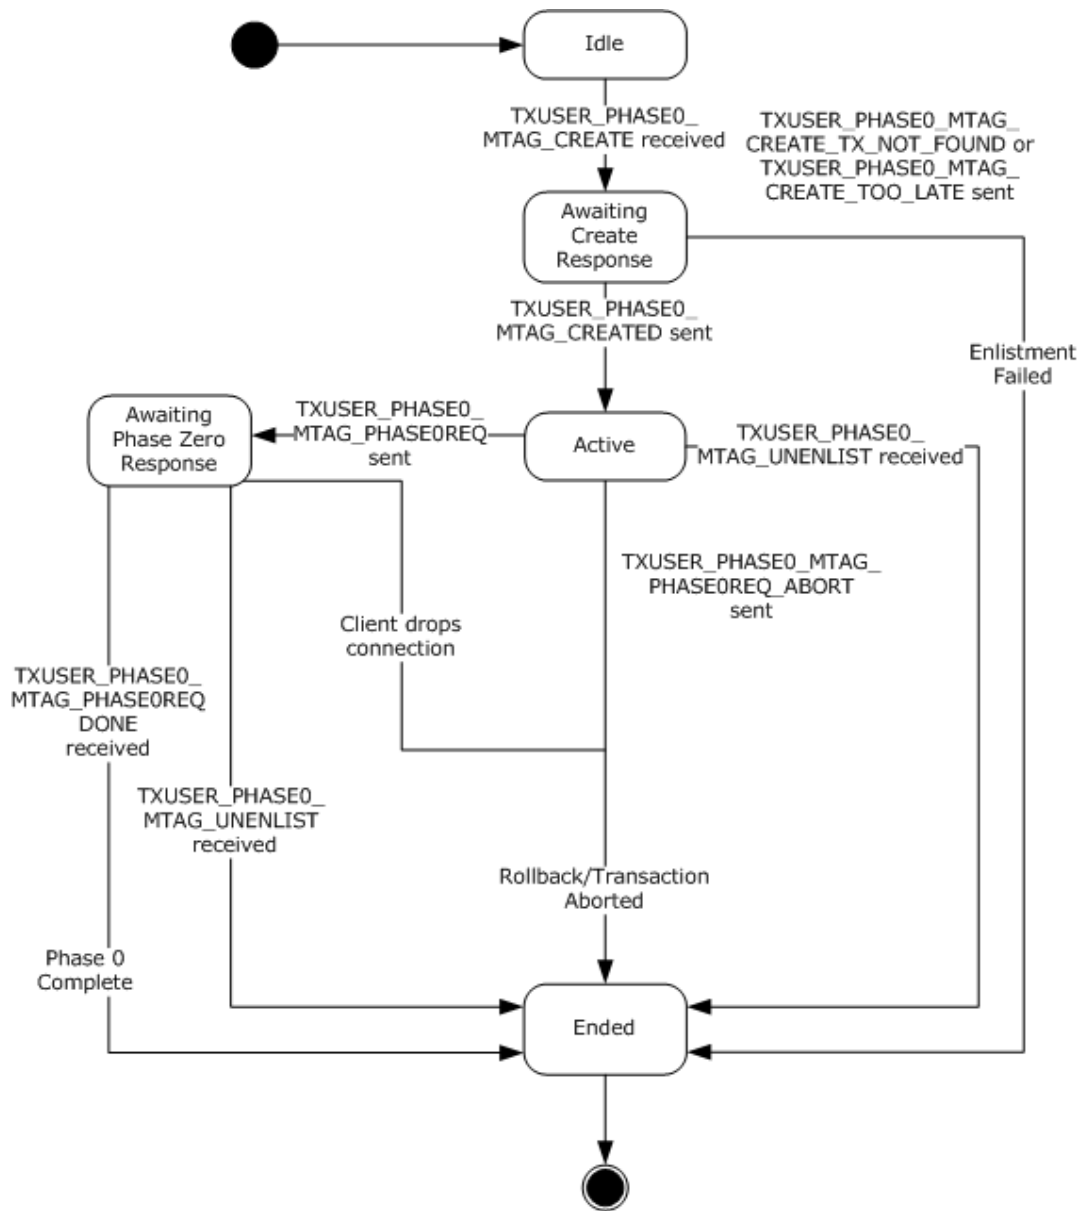 Idle
TXUSER_PHASE0_
MTAG_CREATE received
TXUSER_PHASE0_MTAG_
CREATE_TX_NOT_FOUND or
TXUSER_PHASE0_MTAG_
CREATE_TOO_LATE sent
Awaiting
Create
Response
TXUSER_PHASE0_
MTAG_CREATED sent
Enlistment
Failed
Awaiting
Phase Zero
Response
TXUSER_PHASE0_
MTAG_PHASE0REQ
sent
Active
TXUSER_PHASE0_
MTAG_UNENLIST received
TXUSER_PHASE0_MTAG_
PHASE0REQ_ABORT
sent
Client drops
connection
TXUSER_PHASE0_
MTAG_PHASE0REQ
DONE
received
TXUSER_PHASE0_
MTAG_UNENLIST
received
Rollback/Transaction
Aborted
Phase 0
Complete
Ended